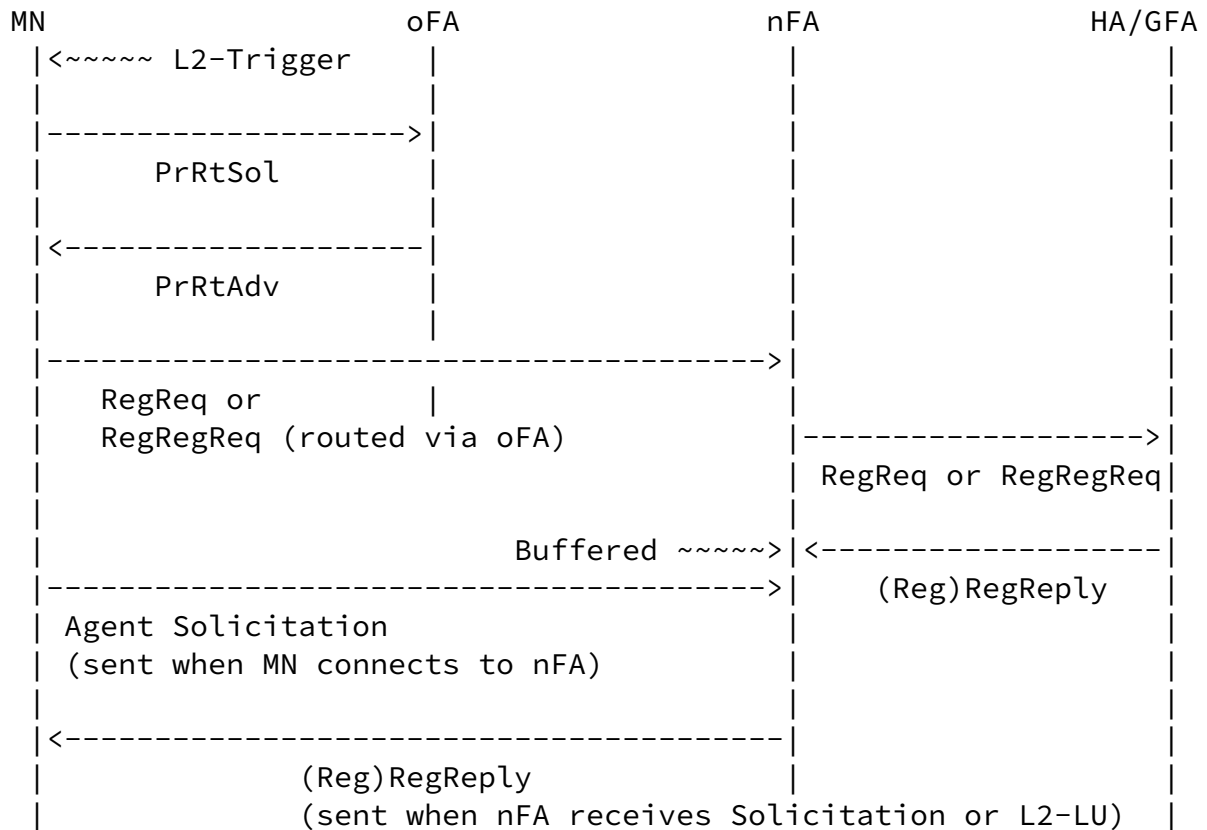 MN oFA nFA HA/GFA
<~~~~~ L2-Trigger
PrRtSol
PrRtAdv
RegReq or
RegRegReq (routed via oFA)
RegReq or RegRegReq
Buffered ~~~~~>
(Reg)RegReply
Agent Solicitation
(sent when MN connects to nFA)
(Reg)RegReply
(sent when nFA receives Solicitation or L2-LU)